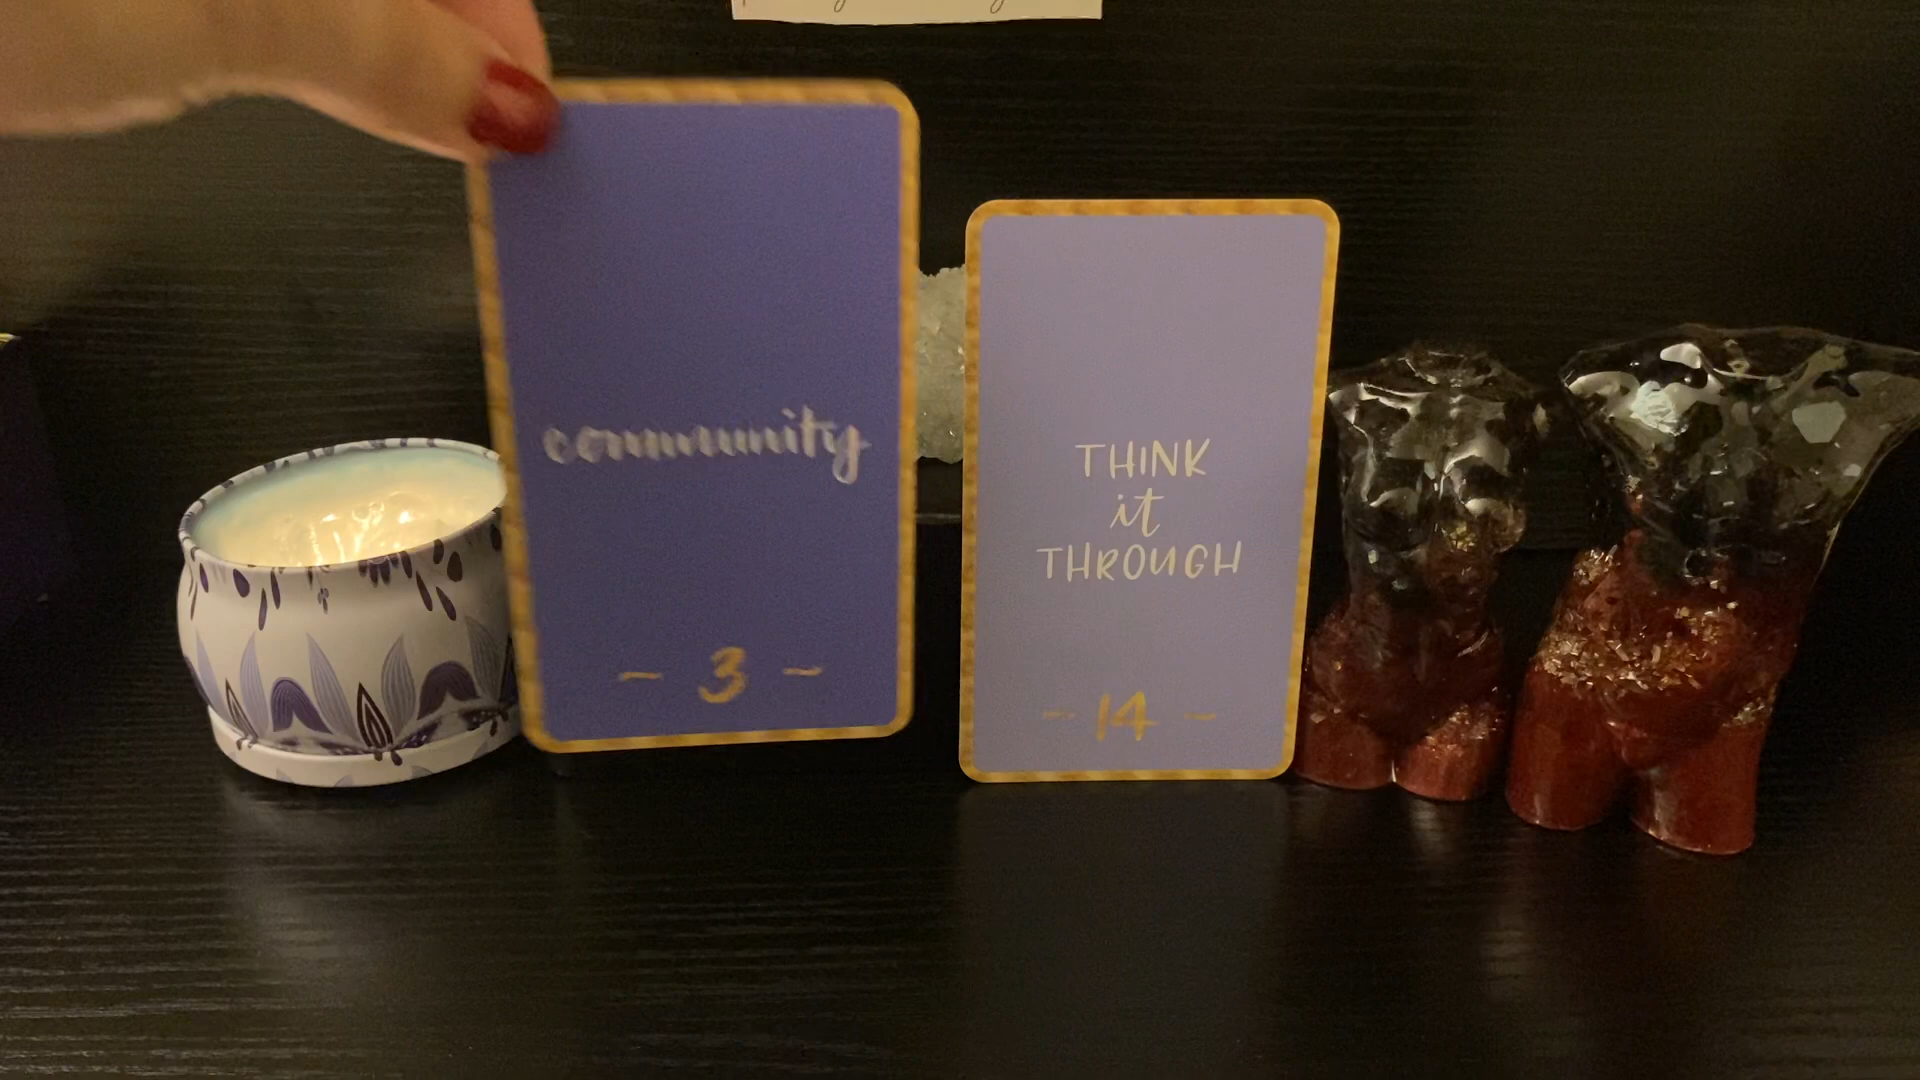 community
- 3 -
THINK
it
THROUGH
- 14 -